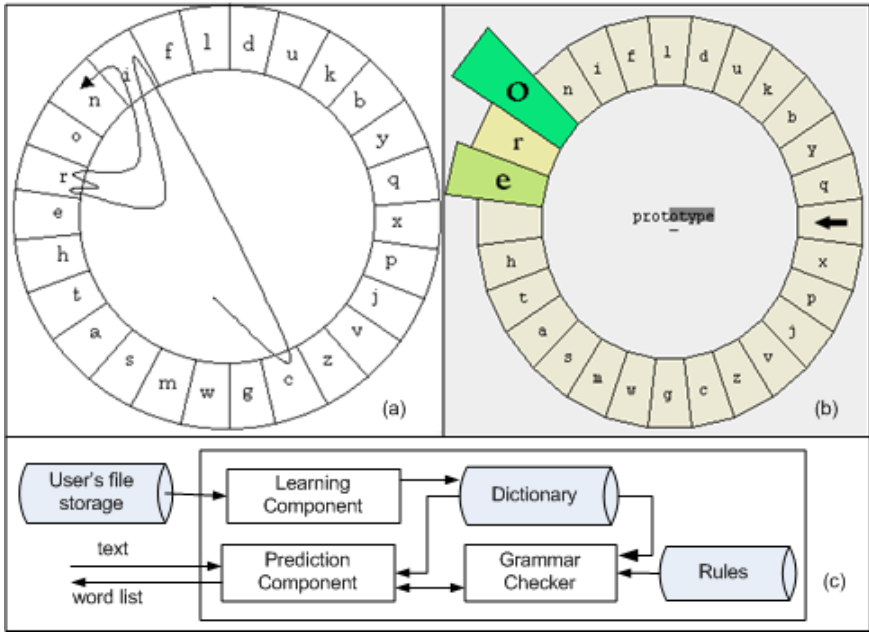 d u k b y q x p j v z c g w m s a t h e r o n i f l
(a)
l d u k b y q x p j v z c g w m s a t h e r O n i f
prototype
(b)
User's file
storage
Learning
Component
Dictionary
text
word list
Prediction
Component
Grammar
Checker
Rules
(c)